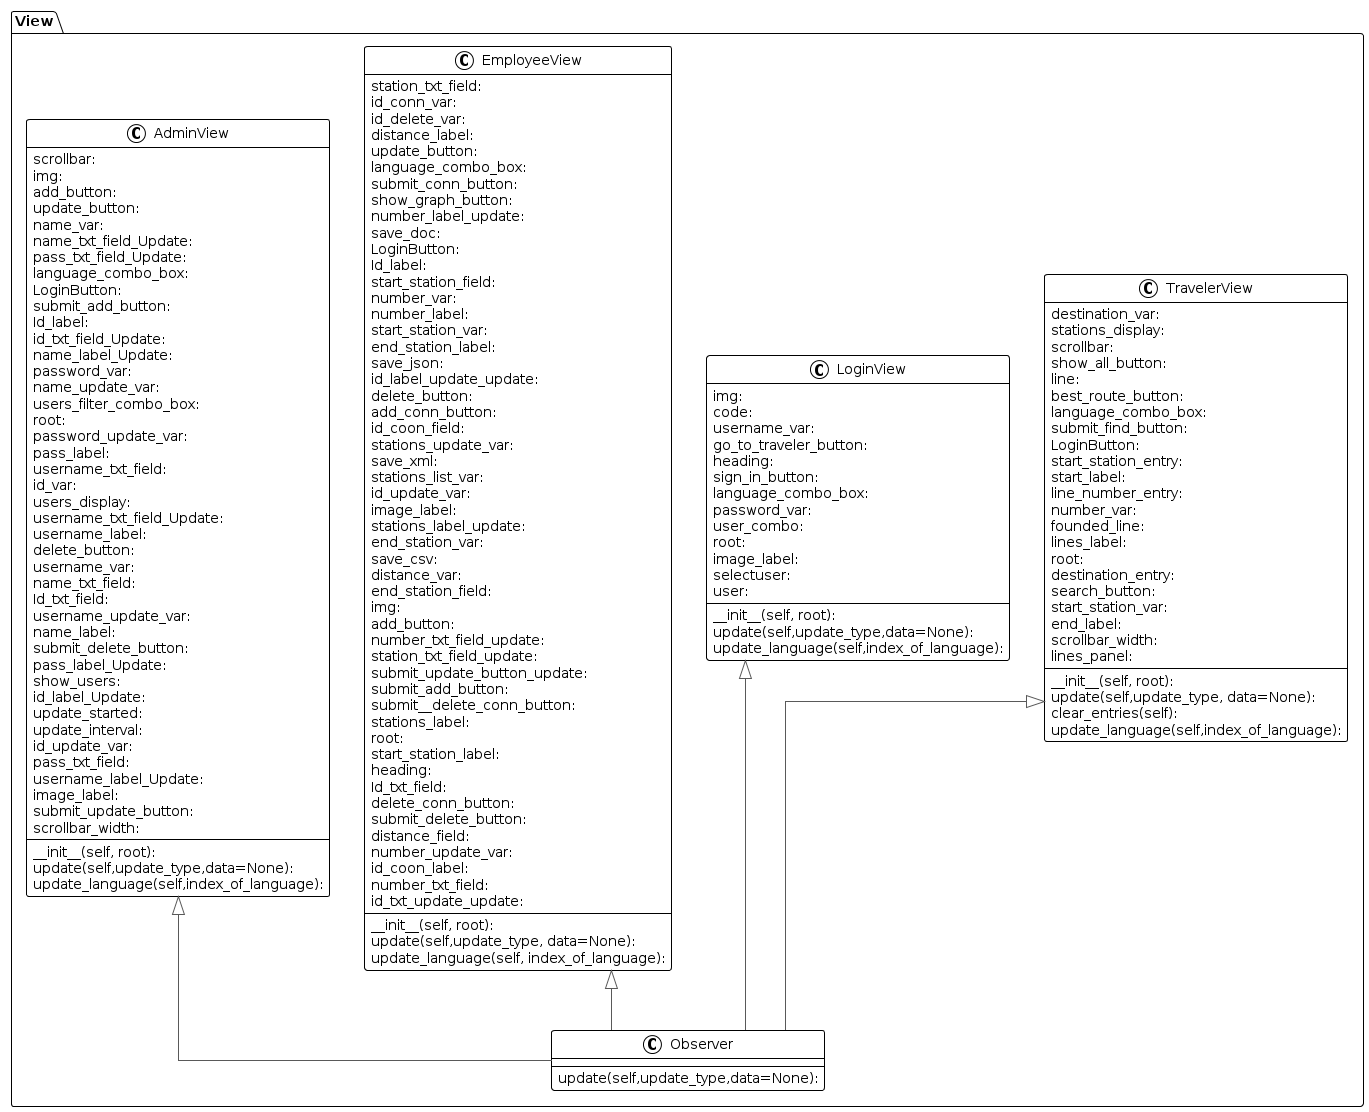 View
C AdminView
scrollbar:
img:
add_button:
update_button:
name_var:
name_txt_field_Update:
pass_txt_field_Update:
language_combo_box:
LoginButton:
submit_add_button:
Id_label:
id_txt_field_Update:
name_label_Update:
password_var:
name_update_var:
users_filter_combo_box:
root:
password_update_var:
pass_label:
username_txt_field:
id_var:
users_display:
username_txt_field_Update:
username_label:
delete_button:
username_var:
name_txt_field:
Id_txt_field:
username_update_var:
name_label:
submit_delete_button:
pass_label_Update:
show_users:
id_label_Update:
update_started:
update_interval:
id_update_var:
pass_txt_field:
username_label_Update:
image_label:
submit_update_button:
scrollbar_width:
__init__(self, root):
update(self,update_type,data=None):
update_language(self,index_of_language):
C EmployeeView
station_txt_field:
id_conn_var:
id_delete_var:
distance_label:
update_button:
language_combo_box:
submit_conn_button:
show_graph_button:
number_label_update:
save_doc:
LoginButton:
Id_label:
start_station_field:
number_var:
number_label:
start_station_var:
end_station_label:
save_json:
id_label_update_update:
delete_button:
add_conn_button:
id_coon_field:
stations_update_var:
save_xml:
stations_list_var:
id_update_var:
image_label:
stations_label_update:
end_station_var:
save_csv:
distance_var:
end_station_field:
img:
add_button:
number_txt_field_update:
station_txt_field_update:
submit_update_button_update:
submit_add_button:
submit__delete_conn_button:
stations_label:
root:
start_station_label:
heading:
Id_txt_field:
delete_conn_button:
submit_delete_button:
distance_field:
number_update_var:
id_coon_label:
number_txt_field:
id_txt_update_update:
__init__(self, root):
update(self,update_type, data=None):
update_language(self, index_of_language):
C LoginView
img:
code:
username_var:
go_to_traveler_button:
heading:
sign_in_button:
language_combo_box:
password_var:
user_combo:
root:
image_label:
selectuser:
user:
__init__(self, root):
update(self,update_type,data=None):
update_language(self,index_of_language):
C TravelerView
destination_var:
stations_display:
scrollbar:
show_all_button:
line:
best_route_button:
language_combo_box:
submit_find_button:
LoginButton:
start_station_entry:
start_label:
line_number_entry:
number_var:
founded_line:
lines_label:
root:
destination_entry:
search_button:
start_station_var:
end_label:
scrollbar_width:
lines_panel:
__init__(self, root):
update(self,update_type, data=None):
clear_entries(self):
update_language(self,index_of_language):
C Observer
update(self,update_type,data=None):